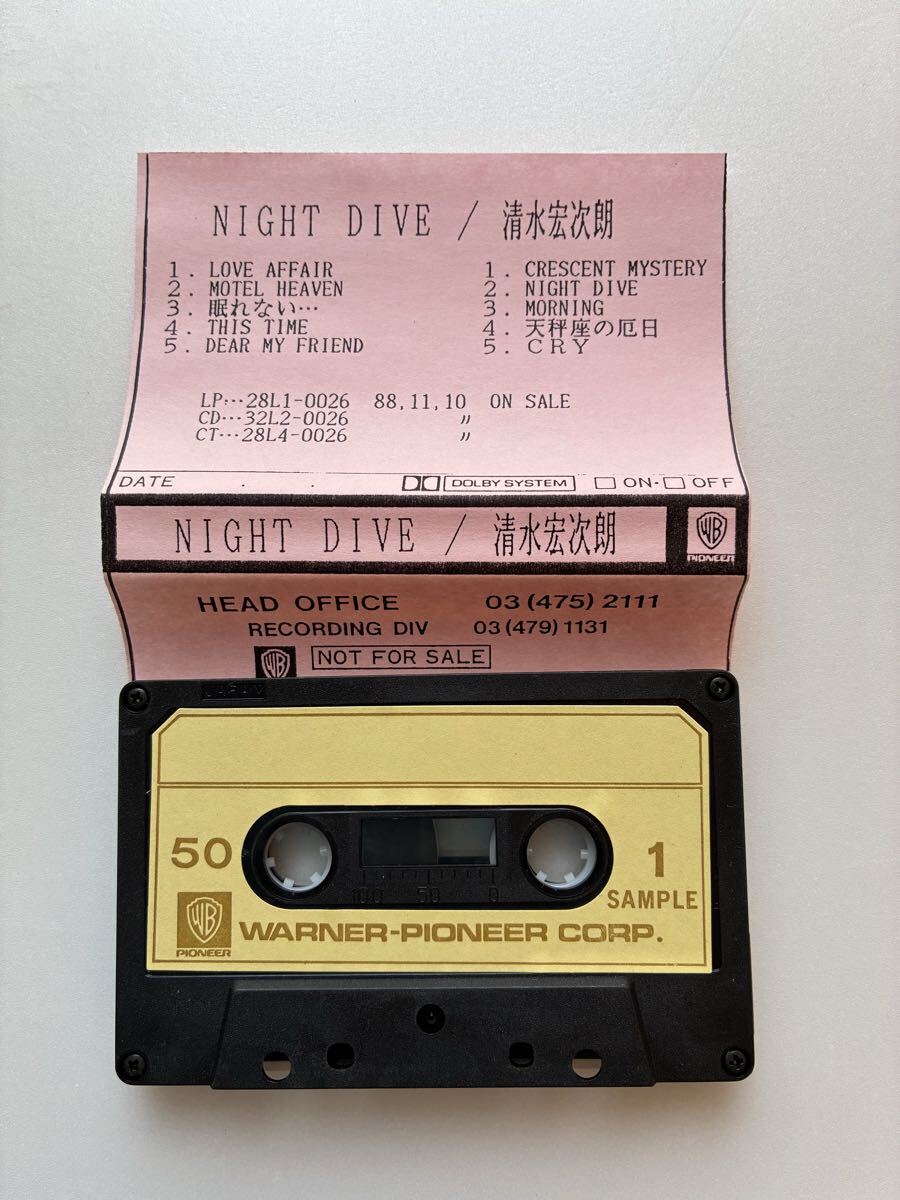 NIGHT DIVE / 清水宏次朗
1. LOVE AFFAIR
2. MOTEL HEAVEN
3. 眠れない…
4. THIS TIME
5. DEAR MY FRIEND
1. CRESCENT MYSTERY
2. NIGHT DIVE
3. MORNING
4. 天秤座の厄日
5. CRY
LP…28L1-0026 88,11,10 ON SALE
CD…32L2-0026 〃
CT…28L4-0026 〃
DATE . . DOLBY SYSTEM □ ON・□ OFF
NIGHT DIVE / 清水宏次朗
WB PIONEER
HEAD OFFICE 03 (475) 2111
RECORDING DIV 03 (479) 1131
WB NOT FOR SALE
50
1
SAMPLE
100 50 0
WB PIONEER
WARNER-PIONEER CORP.